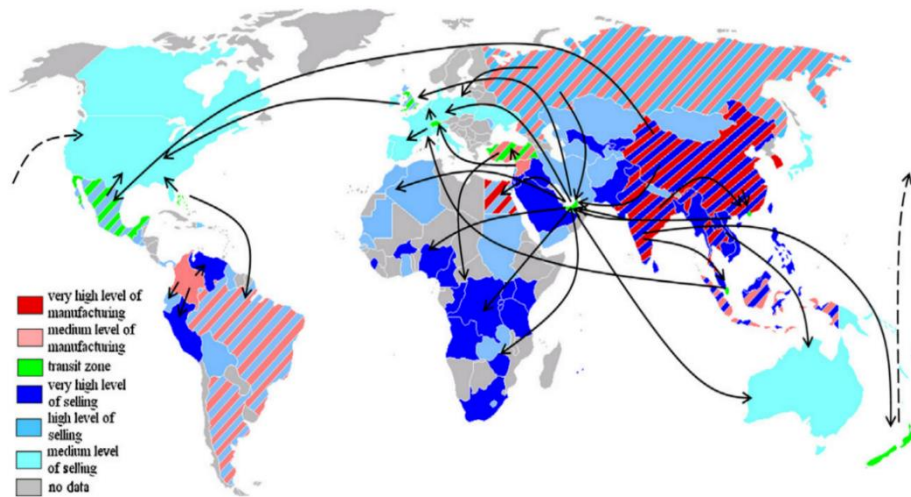 very high level of
manufacturing
medium level of
manufacturing
transit zone
very high level
of selling
high level of
selling
medium level
of selling
no data